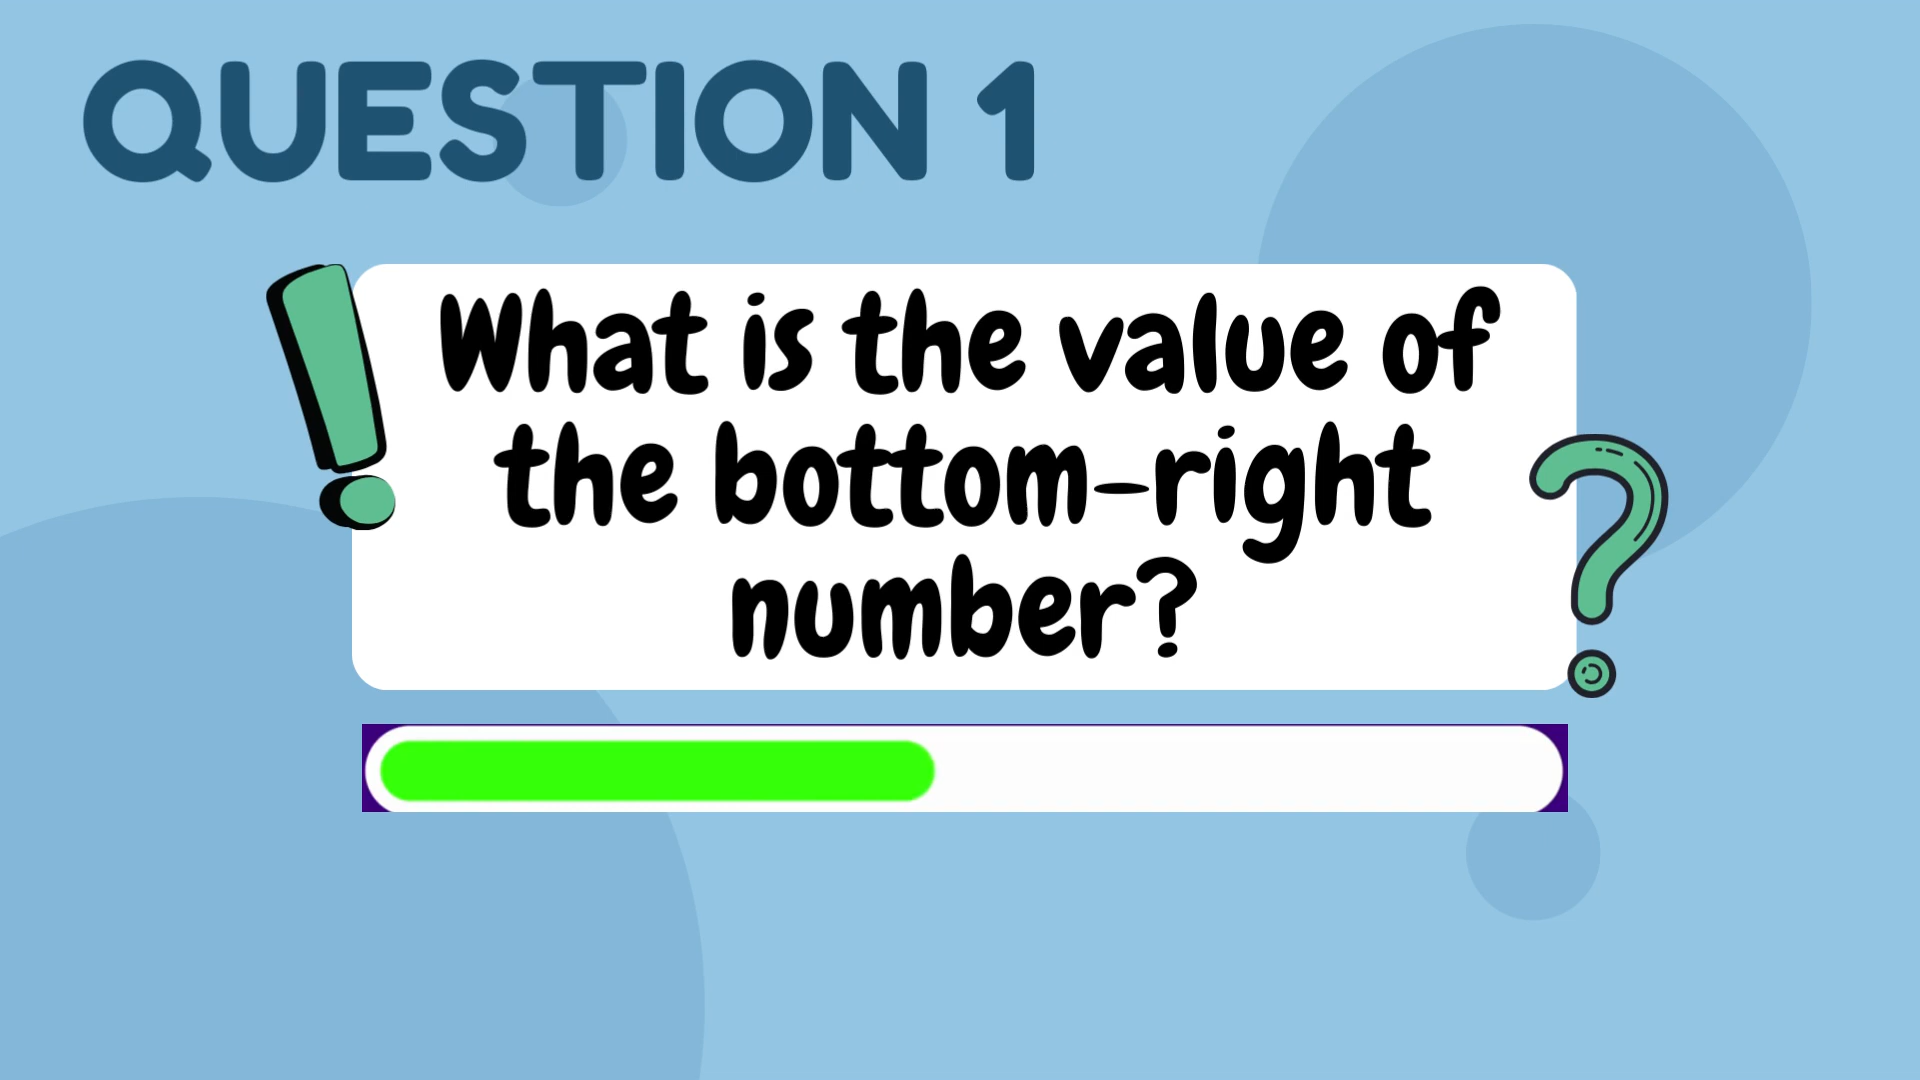 QUESTION 1
What is the value of
the bottom-right
number?